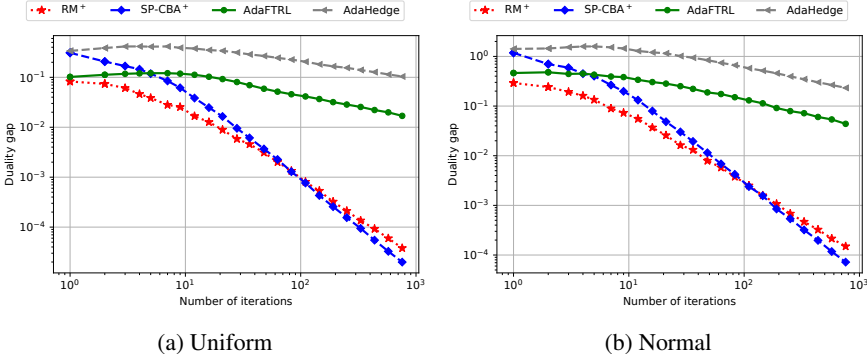 RM⁺ SP-CBA⁺ AdaFTRL AdaHedge
Duality gap
10⁻¹
10⁻²
10⁻³
10⁻⁴
10⁰ 10¹ 10² 10³
Number of iterations
(a) Uniform
RM⁺ SP-CBA⁺ AdaFTRL AdaHedge
Duality gap
10⁰
10⁻¹
10⁻²
10⁻³
10⁻⁴
10⁰ 10¹ 10² 10³
Number of iterations
(b) Normal